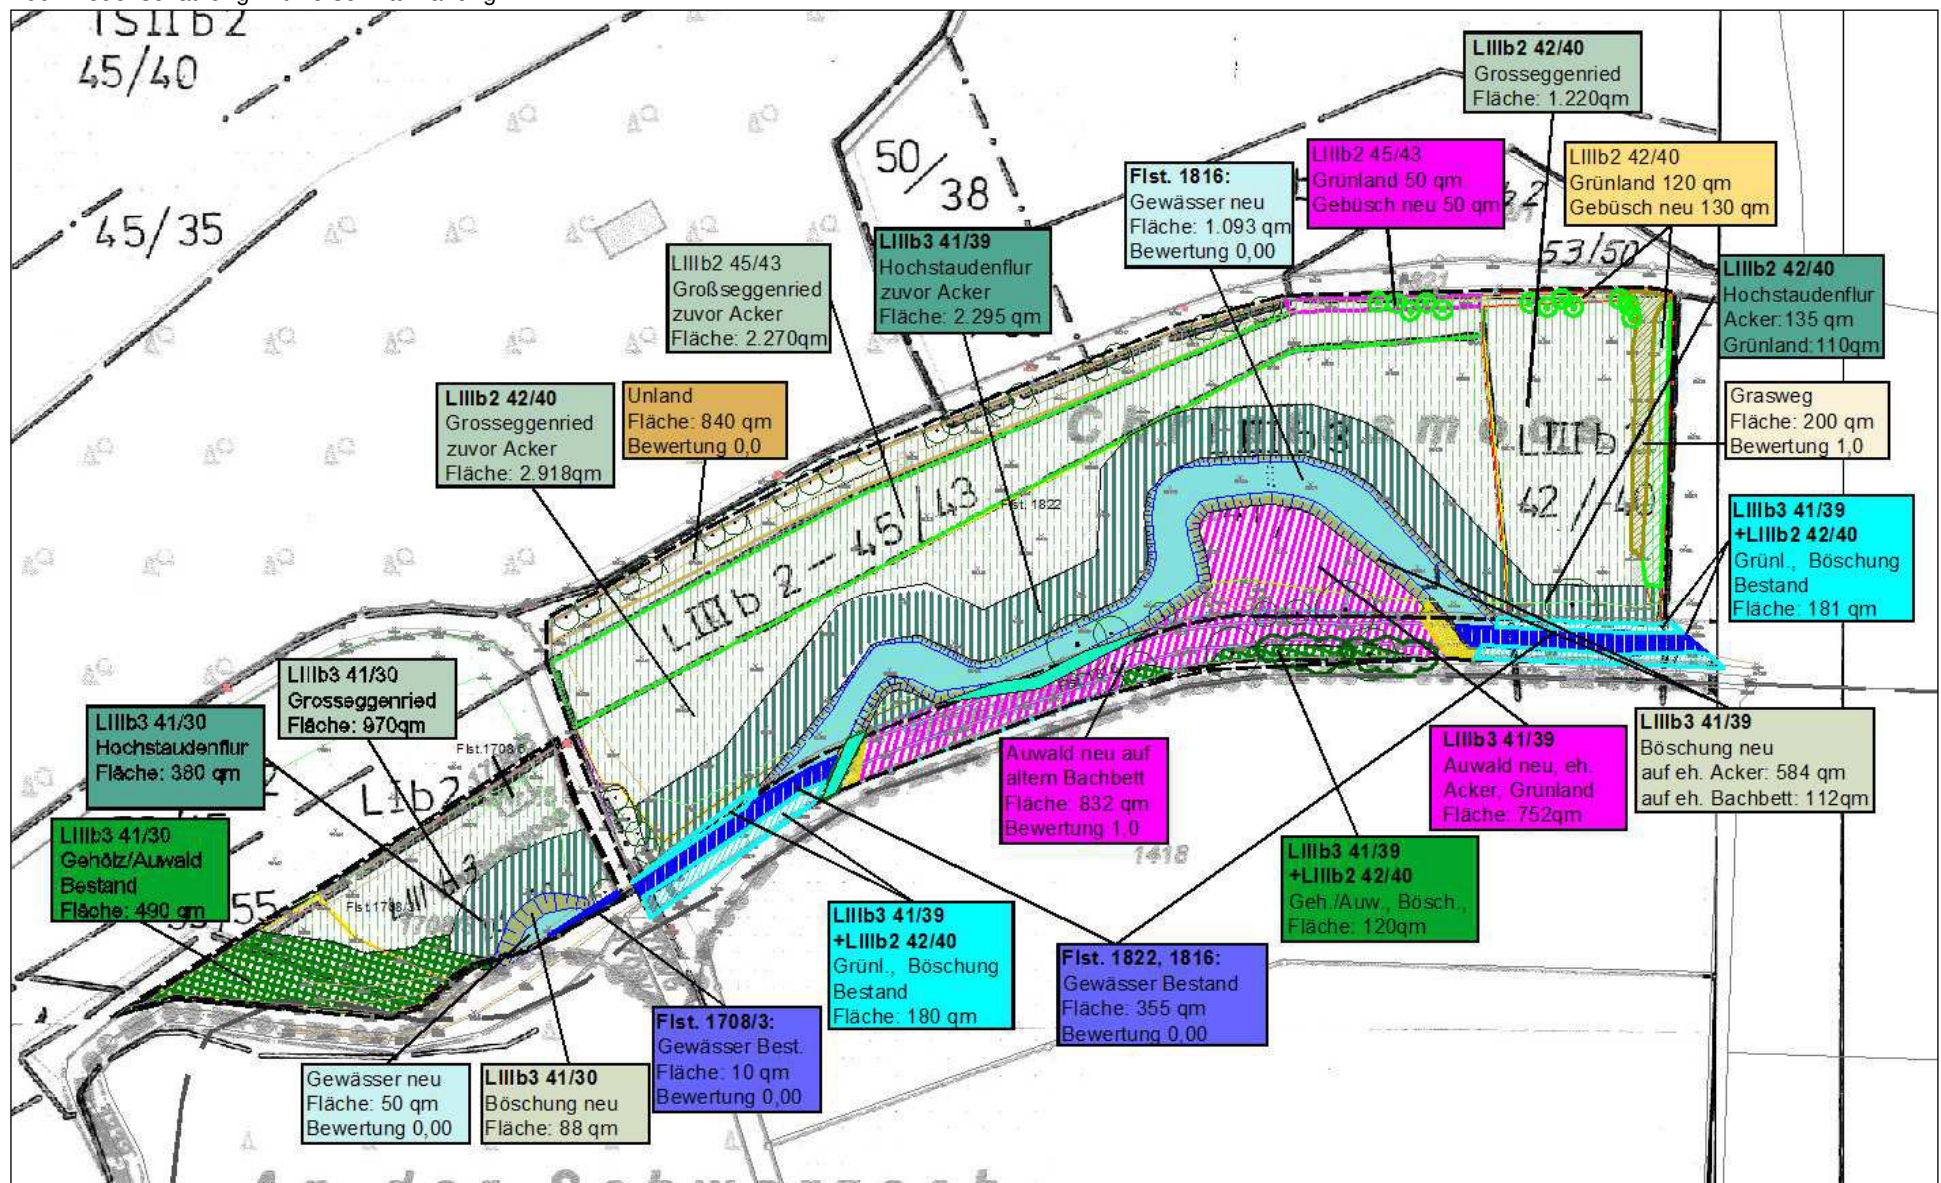 TSIIb2
45/40
45/35
50/
38
53/50
LIIIb2 42/40
Grosseggenried
Fläche: 1.220qm
LIIIb2 45/43
Grünland 50 qm
Gebüsch neu 50 qm
LIIIb2 42/40
Grünland 120 qm
Gebüsch neu 130 qm
Flst. 1816:
Gewässer neu
Fläche: 1.093 qm
Bewertung 0,00
LIIIb3 41/39
Hochstaudenflur
zuvor Acker
Fläche: 2.295 qm
LIIIb2 45/43
Großseggenried
zuvor Acker
Fläche: 2.270qm
LIIIb2 42/40
Hochstaudenflur
Acker:135 qm
Grünland:110qm
LIIIb2 42/40
Grosseggenried
zuvor Acker
Fläche: 2.918qm
Unland
Fläche: 840 qm
Bewertung 0,0
Grasweg
Fläche: 200 qm
Bewertung 1,0
Flst. 1822
LIIIb 2-45/43
42/40
LIIIb3 41/39
+LIIIb2 42/40
Grünl., Böschung
Bestand
Fläche: 181 qm
LIIIb3 41/30
Grosseggenried
Fläche: 970qm
LIIIb3 41/30
Hochstaudenflur
Fläche: 380 qm
LIb2
LIIIb3 41/30
Gehölz/Auwald
Bestand
Fläche: 490 qm
55
Auwald neu auf
altem Bachbett
Fläche: 832 qm
Bewertung 1,0
LIIIb3 41/39
Auwald neu, eh.
Acker, Grünland
Fläche: 752qm
LIIIb3 41/39
Böschung neu
auf eh. Acker: 584 qm
auf eh. Bachbett: 112qm
1418
LIIIb3 41/39
+LIIIb2 42/40
Geh./Auw., Bösch.,
Fläche: 120qm
LIIIb3 41/39
+LIIIb2 42/40
Grünl., Böschung
Bestand
Fläche: 180 qm
Flst. 1822, 1816:
Gewässer Bestand
Fläche: 355 qm
Bewertung 0,00
Flst. 1708/3:
Gewässer Best.
Fläche: 10 qm
Bewertung 0,00
Gewässer neu
Fläche: 50 qm
Bewertung 0,00
LIIIb3 41/30
Böschung neu
Fläche: 88 qm